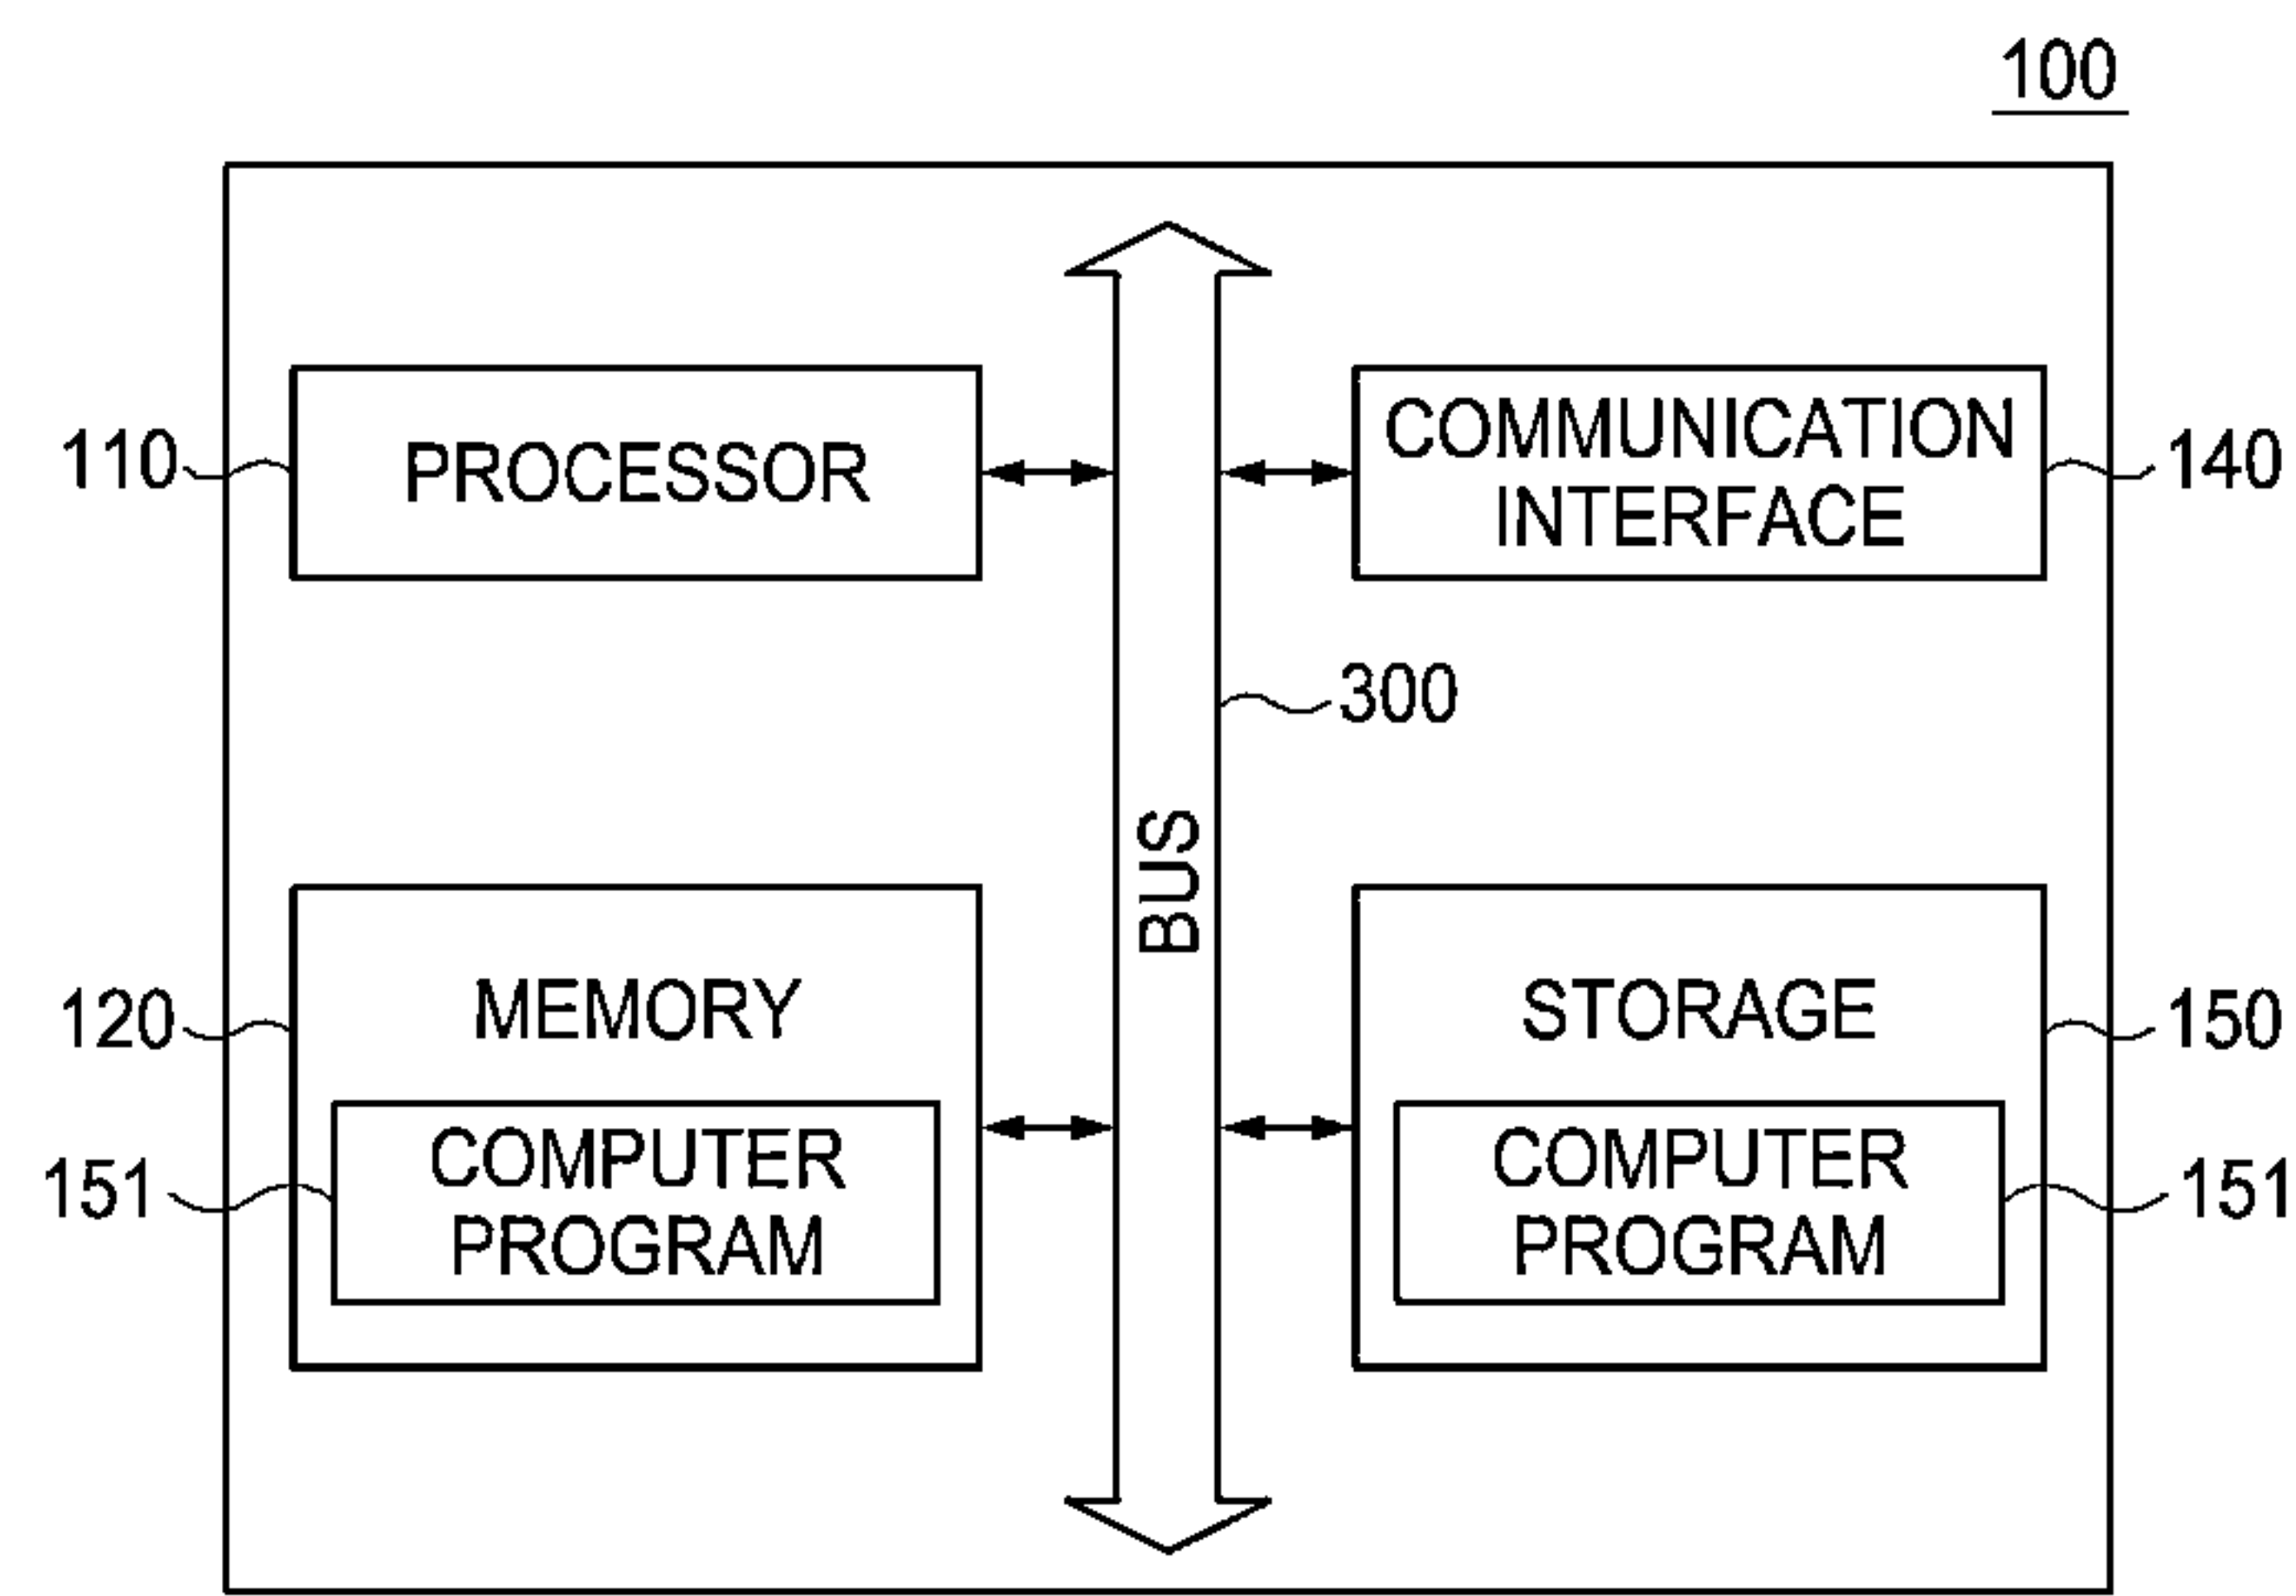 100
110
PROCESSOR
COMMUNICATION
INTERFACE
140
300
BUS
120
MEMORY
STORAGE
150
151
COMPUTER
PROGRAM
COMPUTER
PROGRAM
151